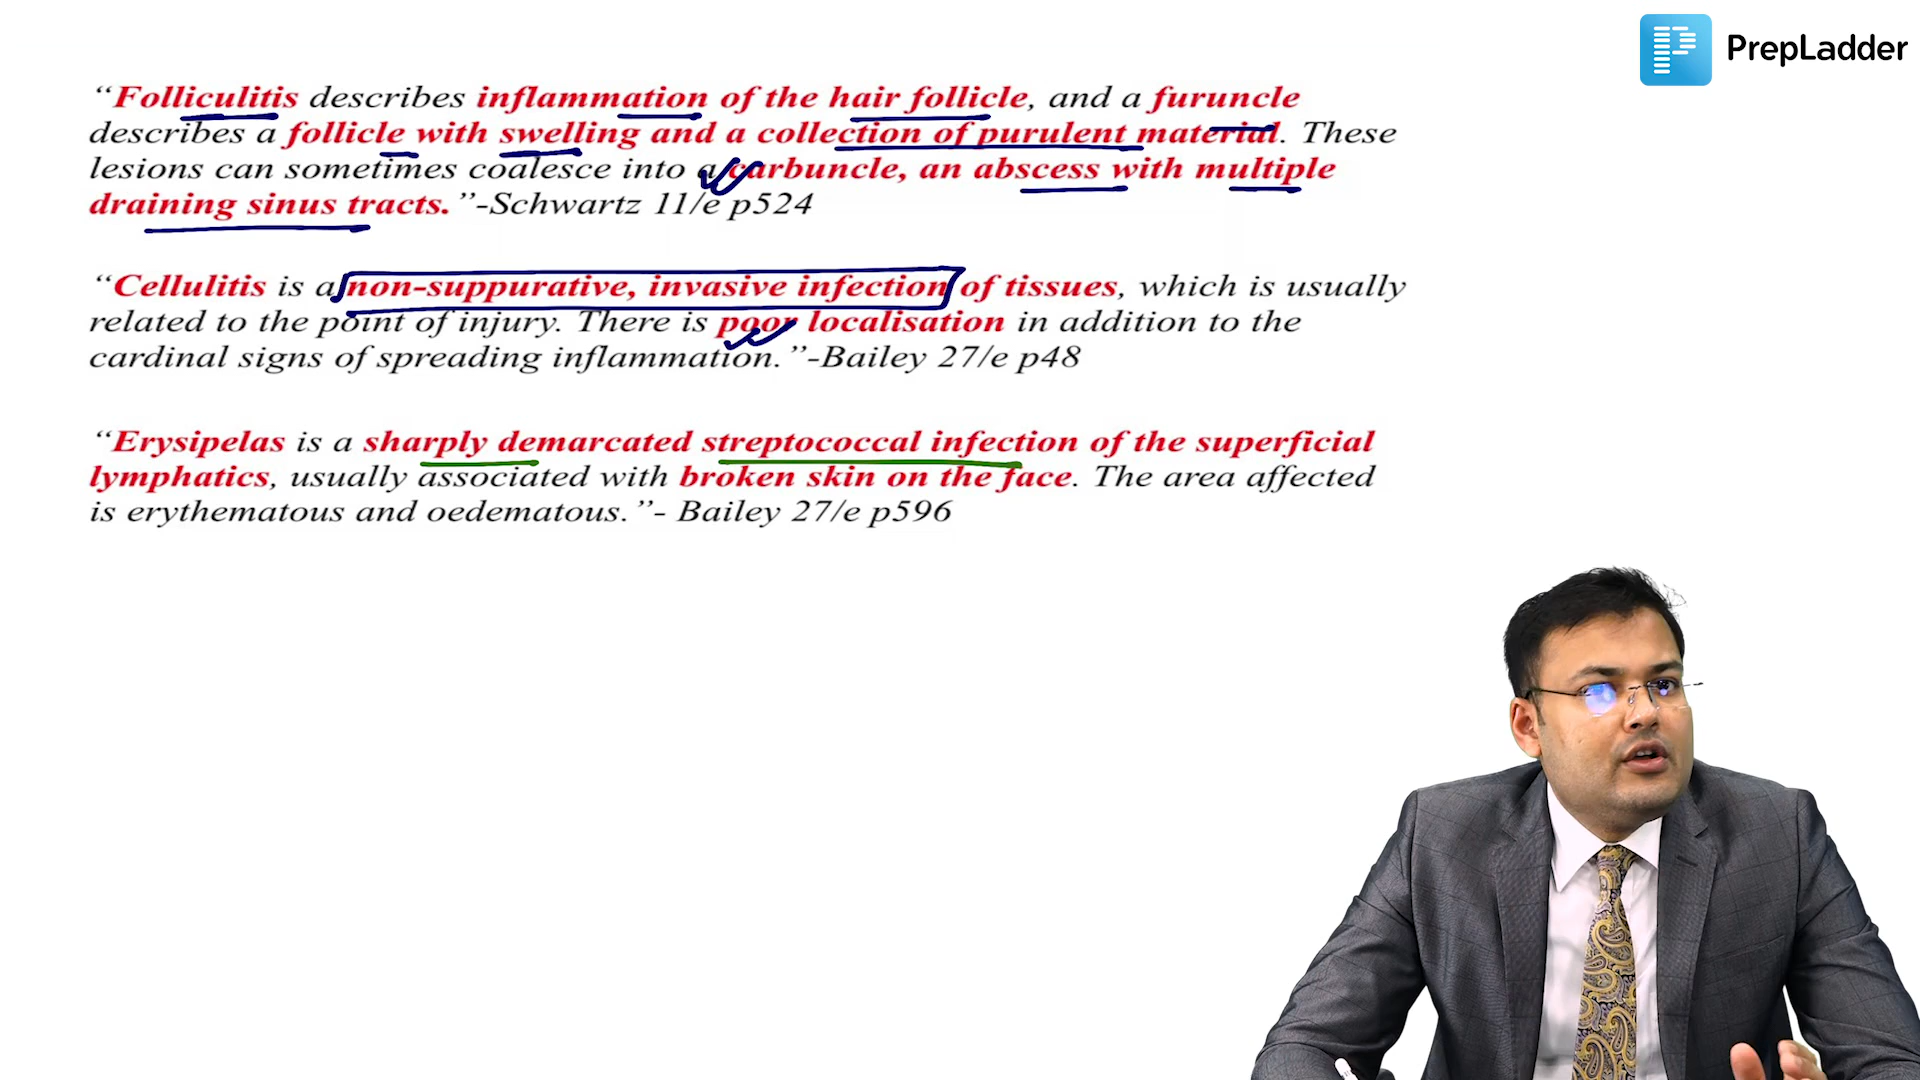 PrepLadder
“Folliculitis describes inflammation of the hair follicle, and a furuncle
describes a follicle with swelling and a collection of purulent material. These
lesions can sometimes coalesce into a carbuncle, an abscess with multiple
draining sinus tracts.”-Schwartz 11/e p524
“Cellulitis is a non-suppurative, invasive infection of tissues, which is usually
related to the point of injury. There is poor localisation in addition to the
cardinal signs of spreading inflammation.”-Bailey 27/e p48
“Erysipelas is a sharply demarcated streptococcal infection of the superficial
lymphatics, usually associated with broken skin on the face. The area affected
is erythematous and oedematous.”- Bailey 27/e p596